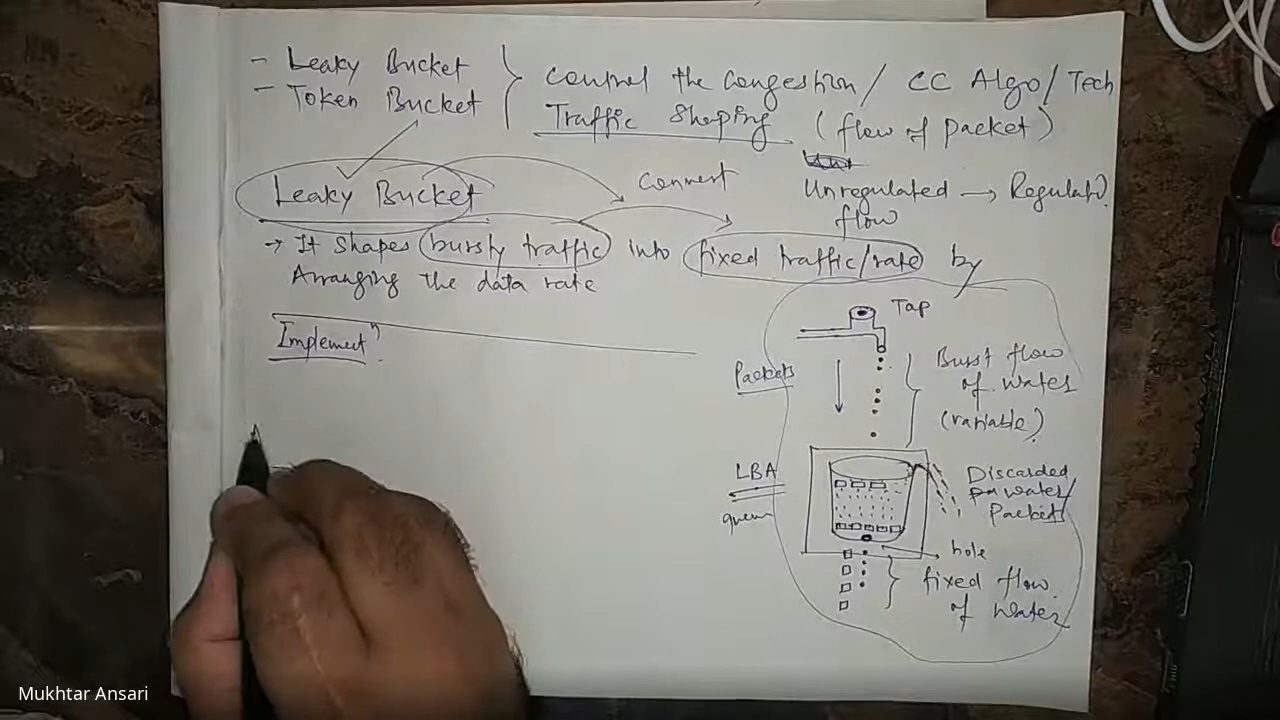 - Leaky Bucket
- Token Bucket
Control the Congestion / CC Algo/Tech
Traffic Shaping (flow of packet)
Leaky Bucket
Convert
Unregulated → Regulated
flow
→ It shapes bursty traffic into fixed traffic/rate by
Arranging the data rate
Implementn
Tap
Packets
Burst flow
of water
(variable)
LBA
queue
Discarded
water/
Packets
hole
fixed flow
of water
Mukhtar Ansari